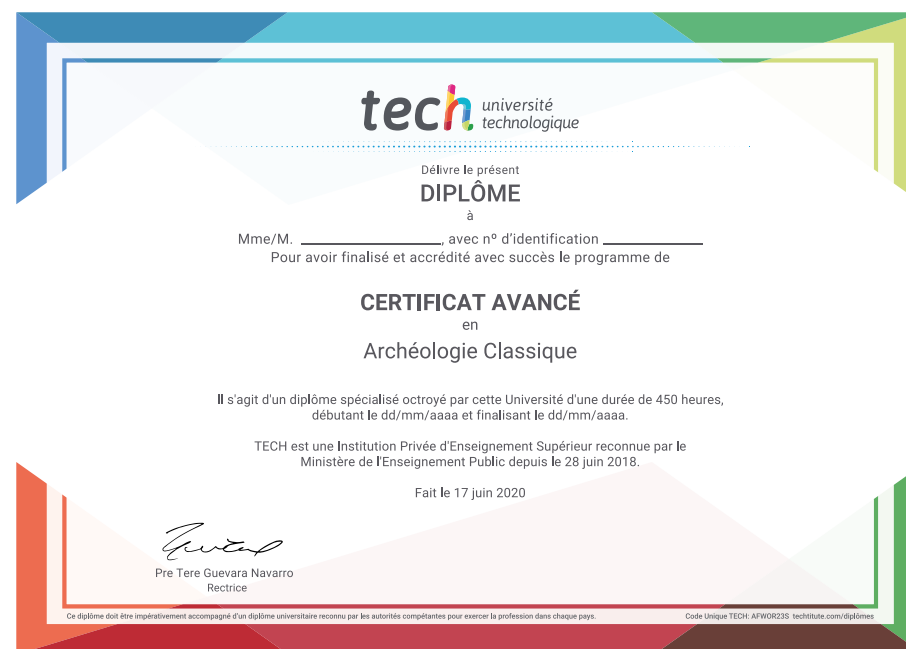 tech université
technologique
Délivre le présent
DIPLÔME
à
Mme/M. ____________________, avec nº d'identification ______________
Pour avoir finalisé et accrédité avec succès le programme de
CERTIFICAT AVANCÉ
en
Archéologie Classique
Il s'agit d'un diplôme spécialisé octroyé par cette Université d'une durée de 450 heures,
débutant le dd/mm/aaaa et finalisant le dd/mm/aaaa.
TECH est une Institution Privée d'Enseignement Supérieur reconnue par le
Ministère de l'Enseignement Public depuis le 28 juin 2018.
Fait le 17 juin 2020
Pre Tere Guevara Navarro
Rectrice
Ce diplôme doit être impérativement accompagné d'un diplôme universitaire reconnu par les autorités compétantes pour exercer la profession dans chaque pays.
Code Unique TECH: AFWOR23S techtitute.com/diplômes